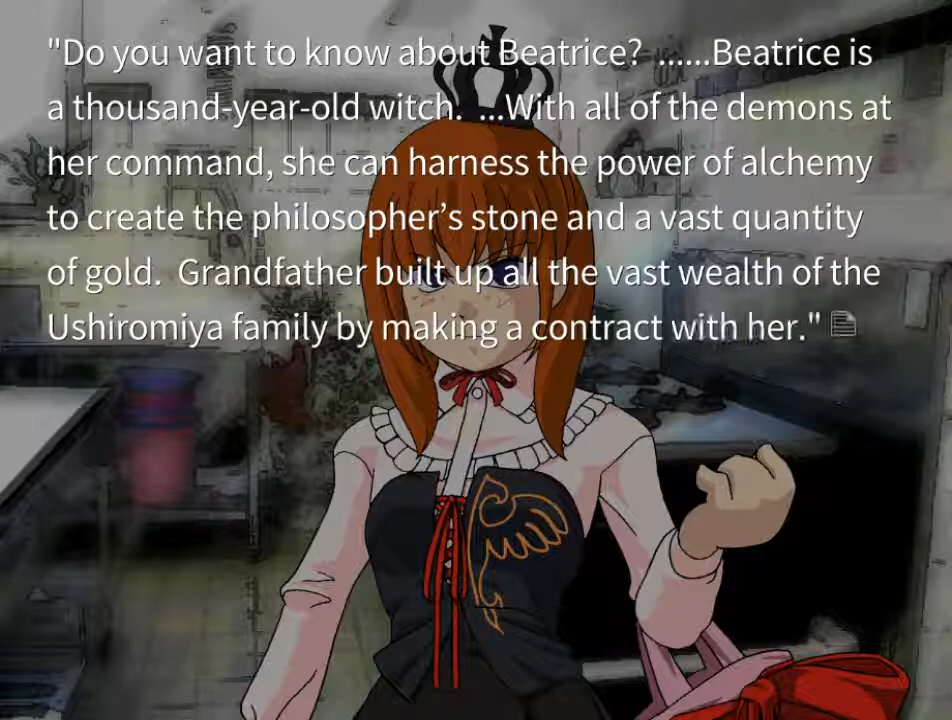 "Do you want to know about Beatrice?  ......Beatrice is
a thousand-year-old witch.  ...With all of the demons at
her command, she can harness the power of alchemy
to create the philosopher’s stone and a vast quantity
of gold.  Grandfather built up all the vast wealth of the
Ushiromiya family by making a contract with her."